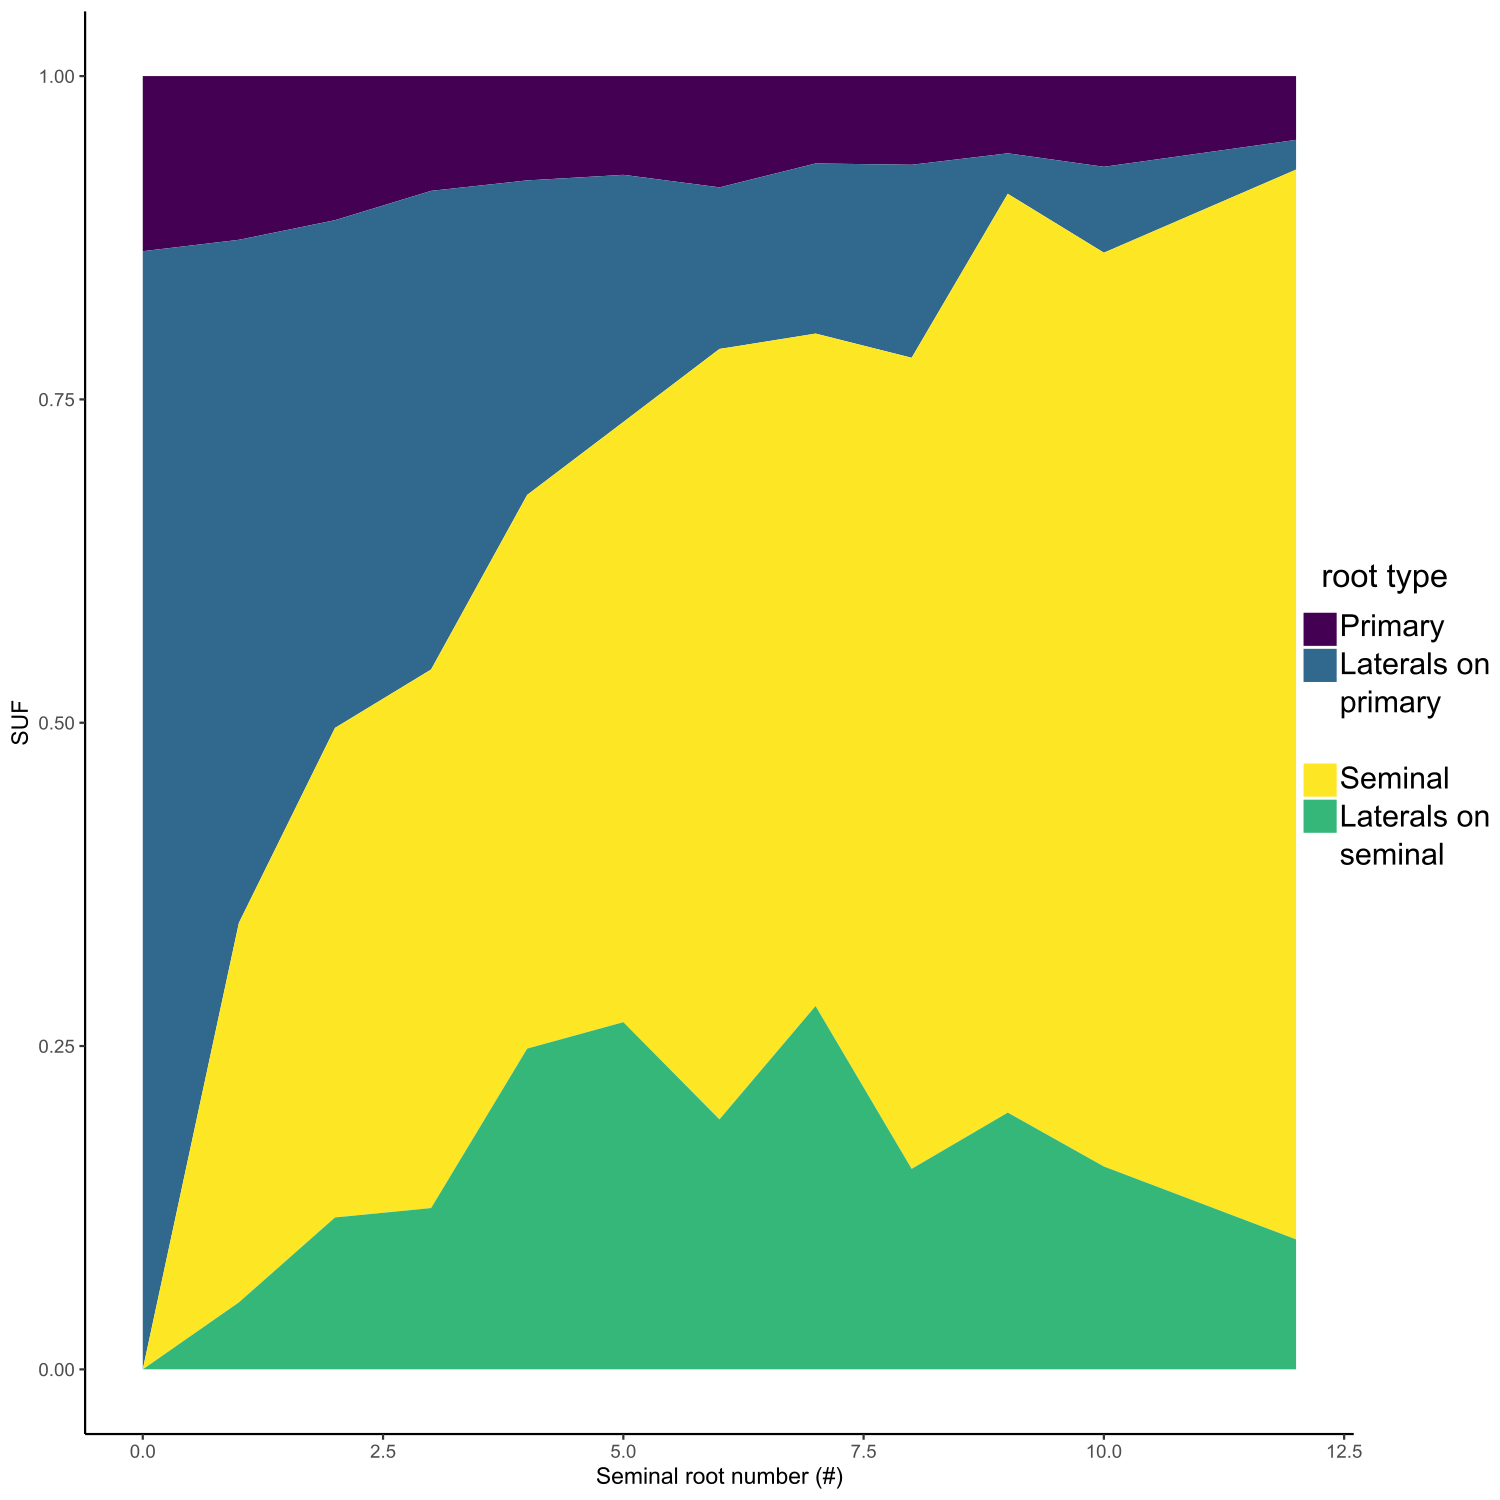 1.00
0.75
0.50
0.25
0.00
SUF
0.0 2.5 5.0 7.5 10.0 12.5
Seminal root number (#)
root type
Primary
Laterals on
primary
Seminal
Laterals on
seminal